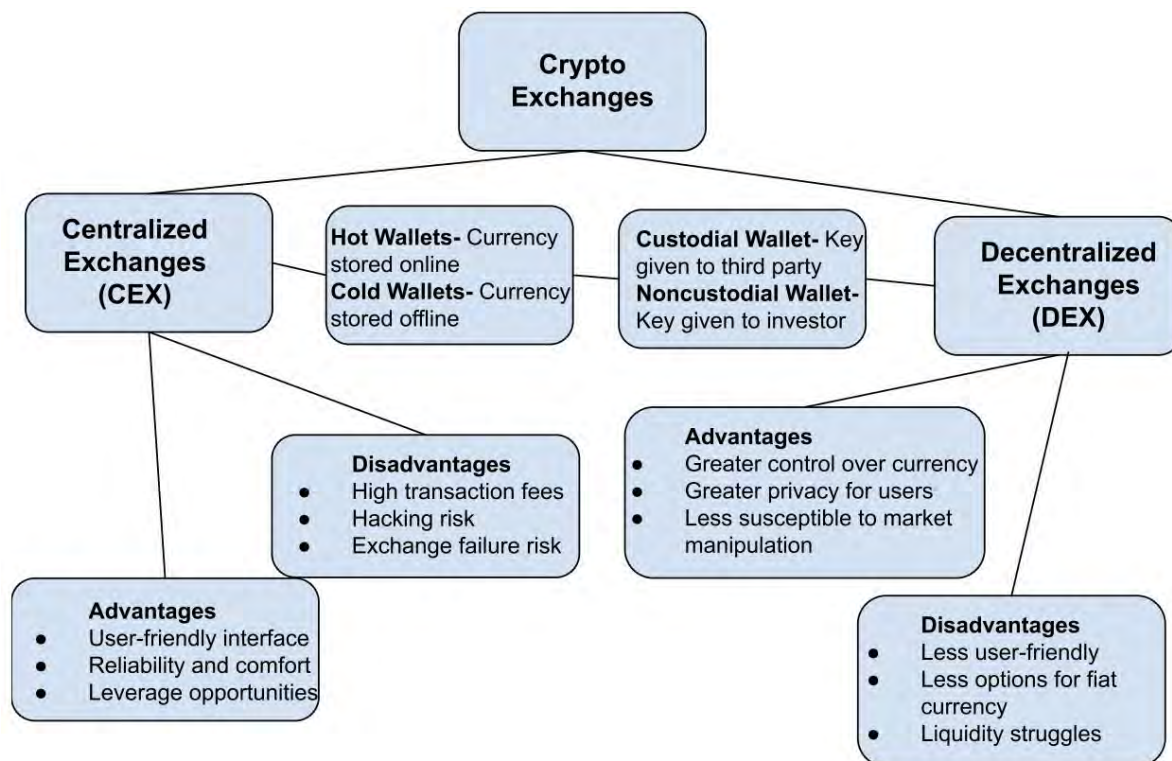 Crypto
Exchanges
Centralized
Exchanges
(CEX)
Hot Wallets- Currency
stored online
Cold Wallets- Currency
stored offline
Custodial Wallet- Key
given to third party
Noncustodial Wallet-
Key given to investor
Decentralized
Exchanges
(DEX)
Disadvantages
● High transaction fees
● Hacking risk
● Exchange failure risk
Advantages
● Greater control over currency
● Greater privacy for users
● Less susceptible to market
manipulation
Advantages
● User-friendly interface
● Reliability and comfort
● Leverage opportunities
Disadvantages
● Less user-friendly
● Less options for fiat
currency
● Liquidity struggles